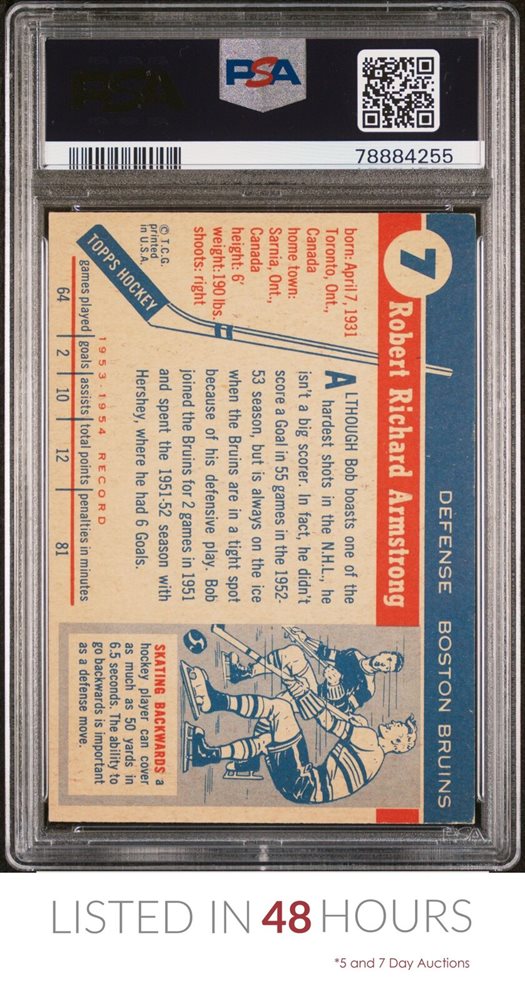 PSA
78884255
7
Robert Richard Armstrong
DEFENSE BOSTON BRUINS
born: April 7, 1931
Toronto, Ont.,
Canada
home town:
Sarnia, Ont.,
Canada
height: 6'
weight: 190 lbs.
shoots: right
© T.C.G.
printed
in U.S.A.
TOPPS HOCKEY
ALTHOUGH Bob boasts one of the
hardest shots in the N.H.L., he
isn't a big scorer. In fact, he didn't
score a Goal in 55 games in the 1952-
53 season, but is always on the ice
when the Bruins are in a tight spot
because of his defensive play. Bob
joined the Bruins for 2 games in 1951
and spent the 1951-52 season with
Hershey, where he had 6 Goals.
1953-1954 RECORD
games played goals assists total points penalties in minutes
64 2 10 12 81
SKATING BACKWARDS a
hockey player can cover
as much as 50 yards in
6.5 seconds. The ability to
go backwards is important
as a defense move.
PSA
LISTED IN 48 HOURS
*5 and 7 Day Auctions